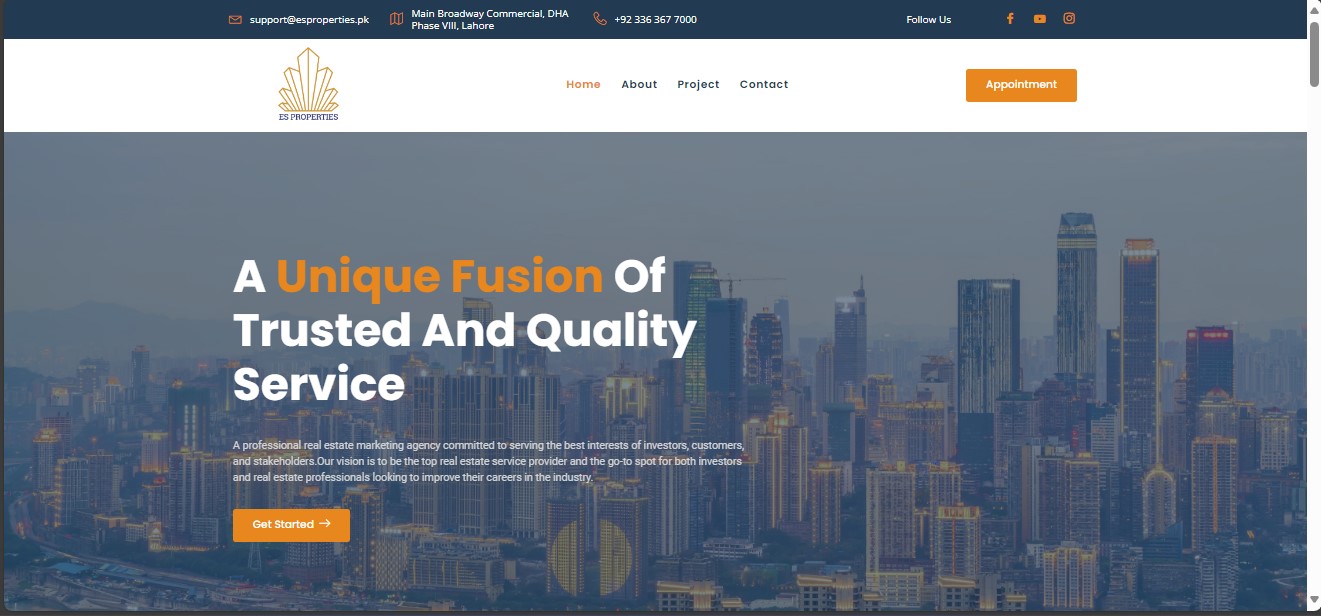 support@esproperties.pk
Main Broadway Commercial, DHA
Phase VIII, Lahore
+92 336 367 7000
Follow Us
ES PROPERTIES
Home
About
Project
Contact
Appointment
A Unique Fusion Of
Trusted And Quality
Service
A professional real estate marketing agency committed to serving the best interests of investors, customers,
and stakeholders.Our vision is to be the top real estate service provider and the go-to spot for both investors
and real estate professionals looking to improve their careers in the industry.
Get Started →